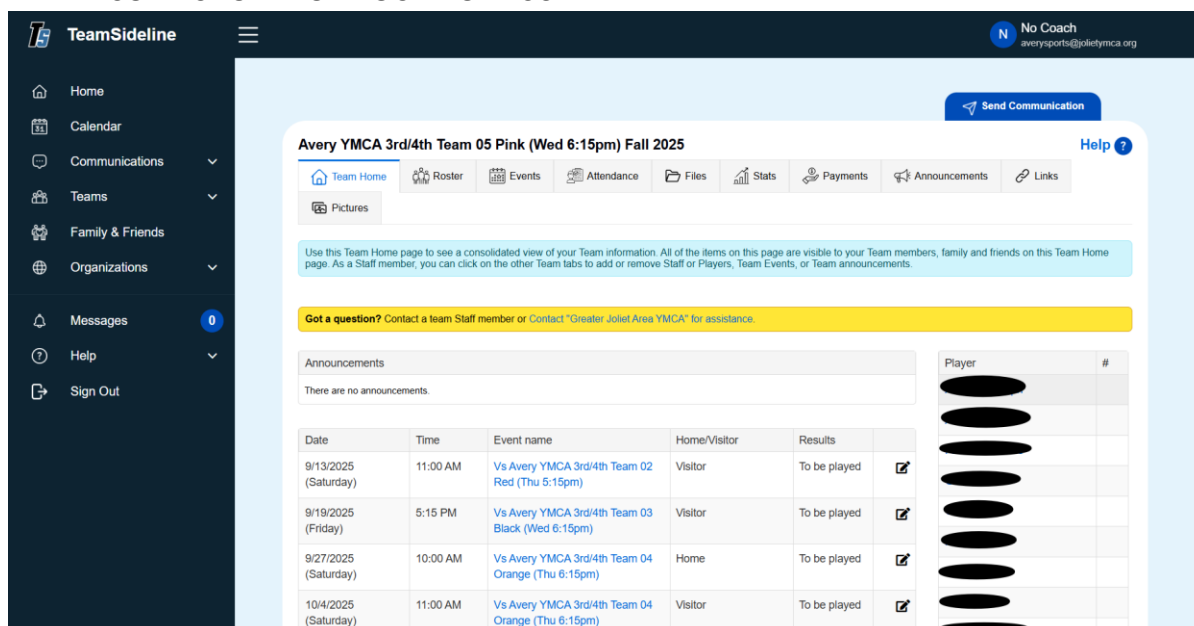 TeamSideline
N No Coach
averysports@jolietymca.org
Home
Calendar
Communications
Teams
Family & Friends
Organizations
Messages 0
Help
Sign Out
Send Communication
Avery YMCA 3rd/4th Team 05 Pink (Wed 6:15pm) Fall 2025 Help ?
Team Home Roster Events Attendance Files Stats Payments Announcements Links
Pictures
Use this Team Home page to see a consolidated view of your Team information. All of the items on this page are visible to your Team members, family and friends on this Team Home
page. As a Staff member, you can click on the other Team tabs to add or remove Staff or Players, Team Events, or Team announcements.
Got a question? Contact a team Staff member or Contact "Greater Joliet Area YMCA" for assistance.
Announcements
There are no announcements.
Player #
Date Time Event name Home/Visitor Results
9/13/2025 11:00 AM Vs Avery YMCA 3rd/4th Team 02 Visitor To be played
(Saturday) Red (Thu 5:15pm)
9/19/2025 5:15 PM Vs Avery YMCA 3rd/4th Team 03 Visitor To be played
(Friday) Black (Wed 6:15pm)
9/27/2025 10:00 AM Vs Avery YMCA 3rd/4th Team 04 Home To be played
(Saturday) Orange (Thu 6:15pm)
10/4/2025 11:00 AM Vs Avery YMCA 3rd/4th Team 04 Visitor To be played
(Saturday) Orange (Thu 6:15pm)